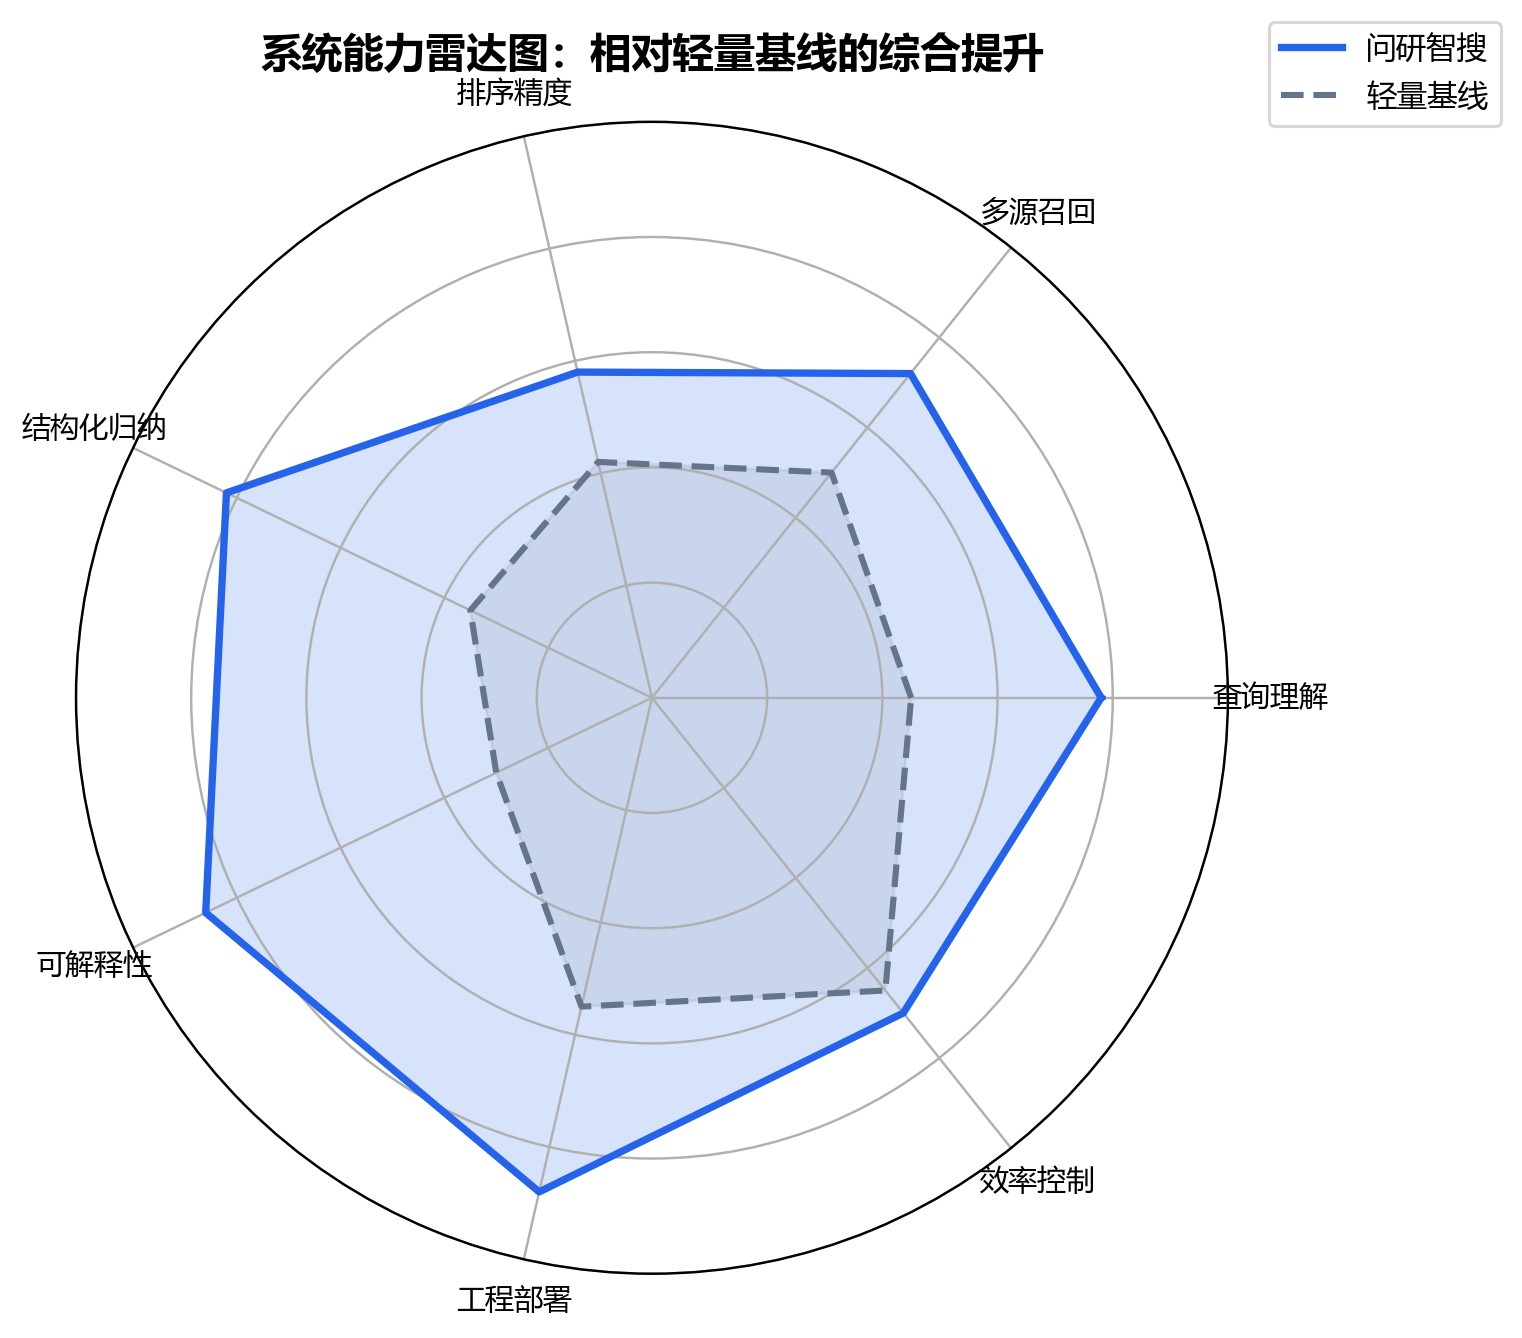 系统能力雷达图：相对轻量基线的综合提升
问研智搜
轻量基线
排序精度
多源召回
结构化归纳
查询理解
可解释性
效率控制
工程部署